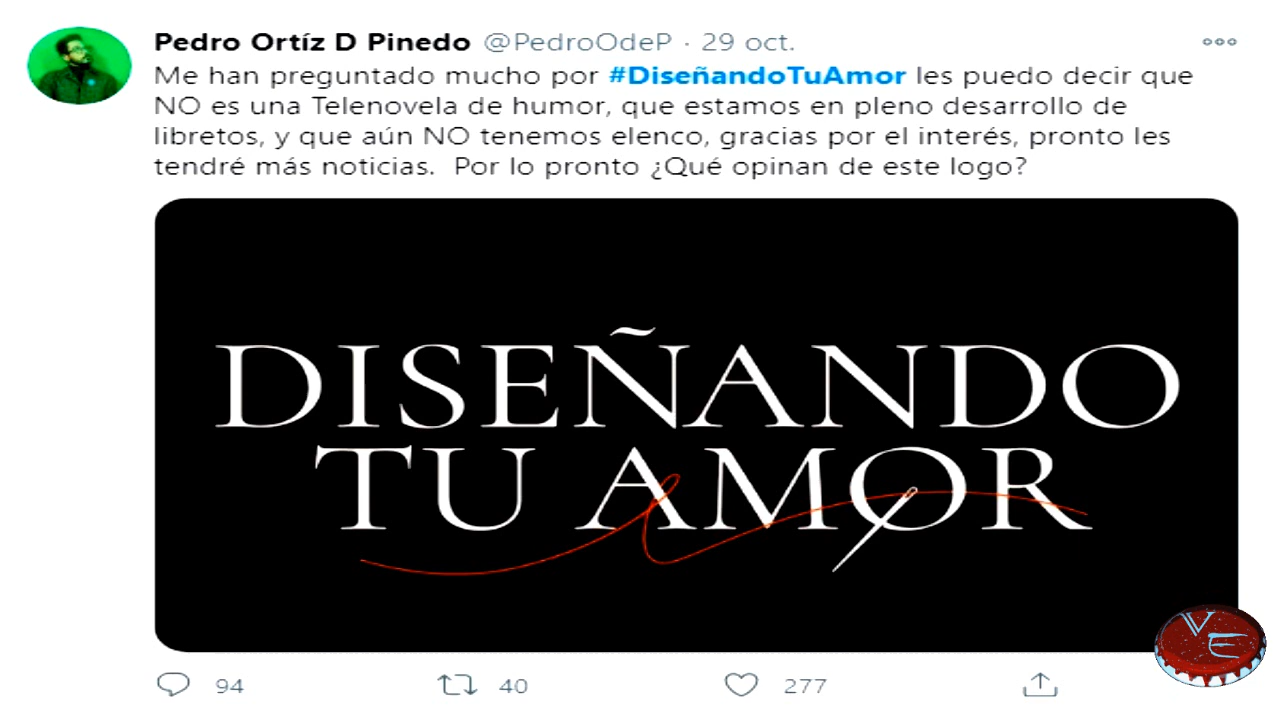 Pedro Ortíz D Pinedo @PedroOdeP · 29 oct.
Me han preguntado mucho por #DiseñandoTuAmor les puedo decir que
NO es una Telenovela de humor, que estamos en pleno desarrollo de
libretos, y que aún NO tenemos elenco, gracias por el interés, pronto les
tendré más noticias. Por lo pronto ¿Qué opinan de este logo?
DISEÑANDO
TU AMOR
VE
94 40 277